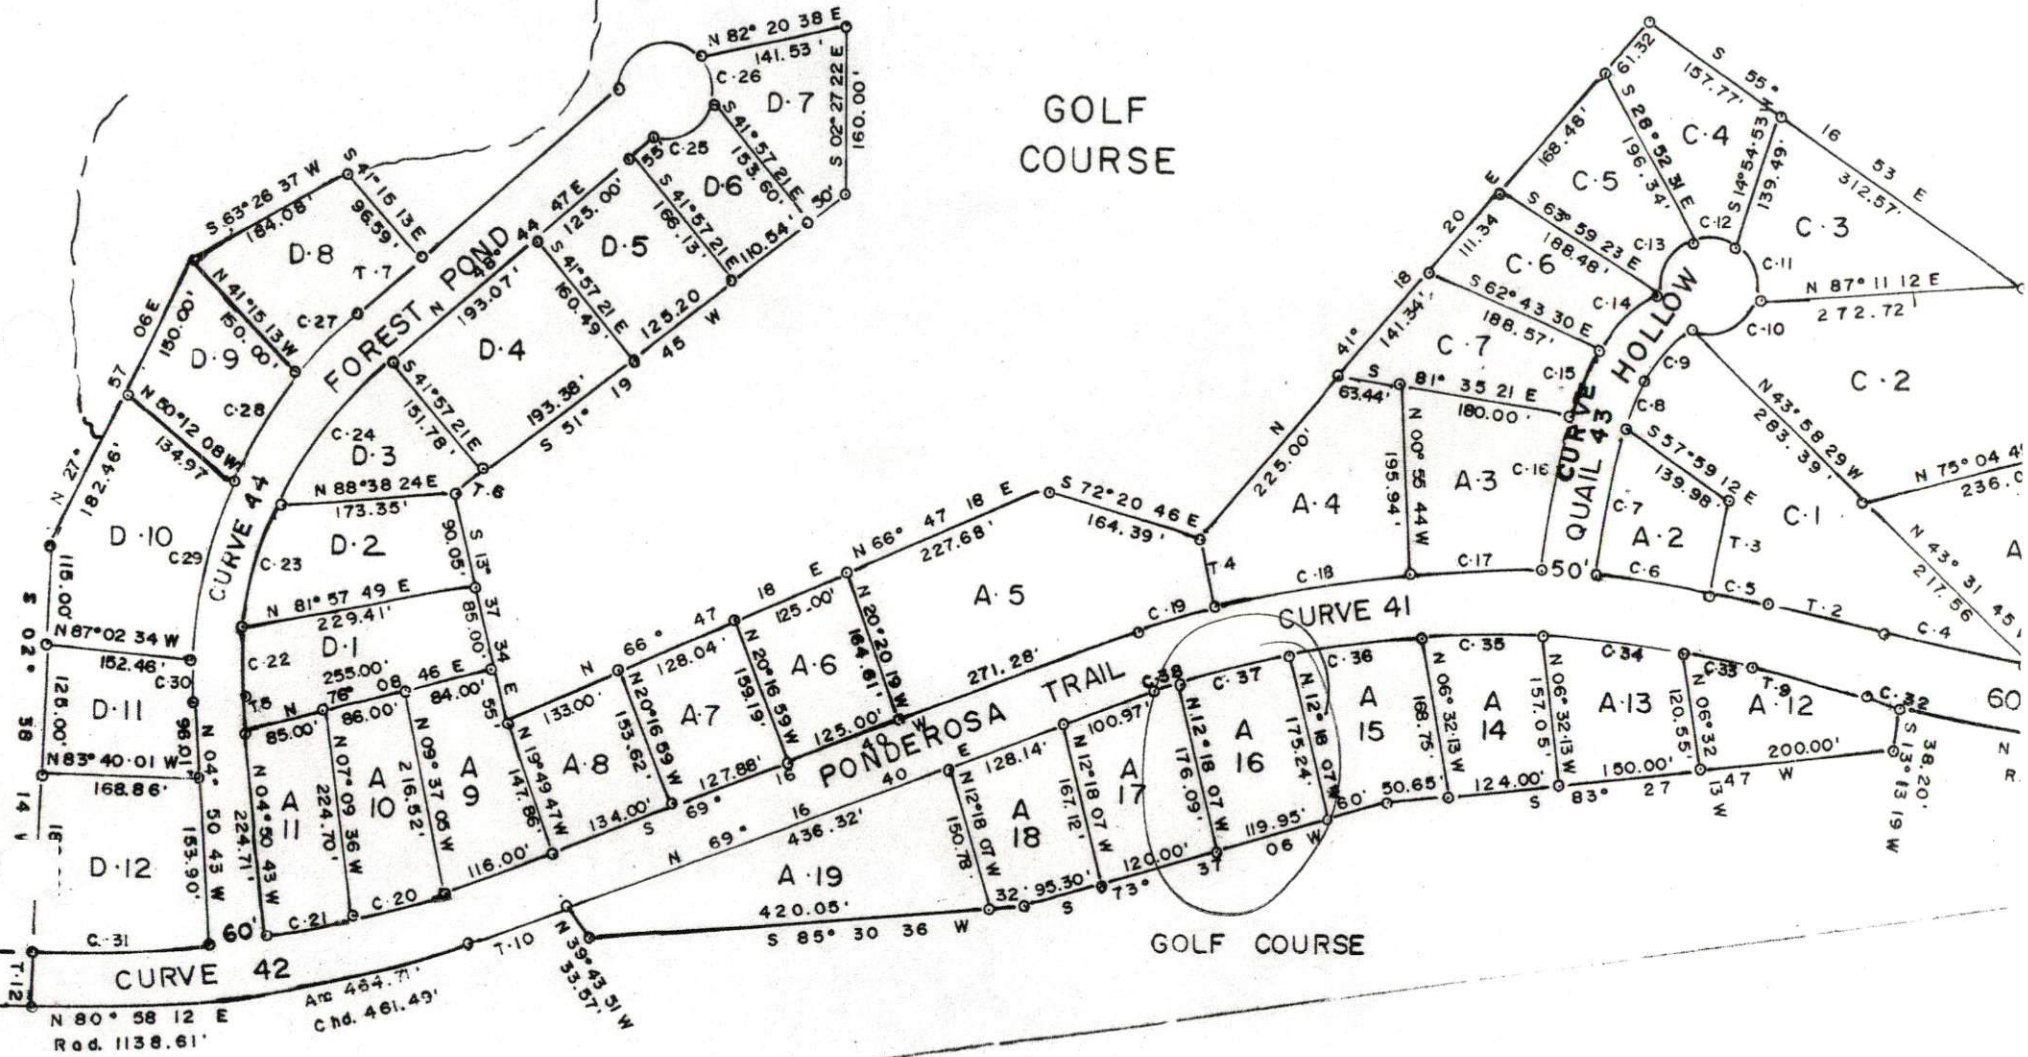 N 82° 20 38 E
141.53'
C·26
D·7
S 02° 27 22 E
160.00'
30'
S 41° 57 21 E
153.60'
C·25
55'
D·6
S 41° 57 21 E
166.13'
110.54'
GOLF
COURSE
S 63° 26 37 W
184.08'
S 41° 15 13 E
96.59'
D·8
T·7
N 41° 15 13 W
150.00'
C·27
N 27° 57 06 E
150.00'
D·9
C·28
N 50° 12 08 W
134.97
182.46'
D·10
C·29
FOREST POND
N 48° 44 47 E
125.00'
193.07'
D·5
S 41° 57 21 E
160.49'
125.20
D·4
193.38'
S 51° 19 45 W
S 41° 57 21 E
151.78'
C·24
D·3
T·6
N 88° 38 24 E
173.35'
CURVE 44
D·2
C·23
90.05'
S 13° 37 34 E
85.00'
N 81° 57 49 E
229.41'
D·1
C·22
255.00'
T·5
N 76° 08 46 E
85.00'
86.00'
84.00'
55'
115.00'
S 02° 38 14 W
N 87° 02 34 W
152.46'
C·30
D·11
125.00'
96.01'
N 83° 40 01 W
168.86'
N 04° 50 43 W
153.90'
D·12
C·31
60'
T·12
CURVE 42
N 80° 58 12 E
Rad. 1138.61'
Arc 464.71'
Chd. 461.49'
N 04° 50 43 W
224.71'
A
11
N 07° 09 36 W
224.70'
A
10
N 09° 37 05 W
216.52'
A
9
C·21
C·20
116.00'
N 19° 49 47 W
147.86'
A·8
133.00'
134.00'
N 20° 16 59 W
153.62'
A·7
N 66° 47 18 E
128.04'
127.88'
N 20° 16 59 W
159.19'
A·6
125.00'
125.00'
S 69° 16 40 W
N 20° 20 19 W
164.61'
N 66° 47 18 E
227.68'
S 72° 20 46 E
164.39'
A·5
271.28'
T·4
C·19
PONDEROSA TRAIL
N 69° 16 40 E
436.32'
T·10
N 39° 43 51 W
33.57'
A·19
420.05'
S 85° 30 36 W
N 12° 18 07 W
150.78
A
18
128.14'
32'
95.30'
N 12° 18 07 W
167.12'
A
17
100.97'
120.00'
S 73° 37 06 W
C·38
N 12° 18 07 W
176.09'
A
16
C·37
119.95'
N 12° 18 07 W
175.24'
60'
A
15
C·36
50.65'
N 06° 32 13 W
168.75'
A
14
C·35
124.00'
N 06° 32 13 W
157.05'
A·13
C·34
150.00'
N 06° 32 13 W
120.55'
A·12
C·33
T·9
C·32
200.00'
S 83° 27 47 W
S 13° 13 19 W
38.20'
60
N
R.
GOLF COURSE
CURVE 41
61.32
S 55° 16 53 E
157.77'
312.57'
C·4
S 14° 54 53 W
139.49'
S 28° 52 31 E
196.34'
168.48'
C·5
C·3
C·12
C·13
C·11
N 41° 18 20 E
111.34
S 63° 59 23 E
188.48'
C·6
C·14
N 87° 11 12 E
272.72'
C·10
141.34'
S 62° 43 30 E
188.57'
C·7
C·15
C·9
C·8
CURVE 43
QUAIL HOLLOW
C·2
N 43° 58 29 W
283.39'
63.44'
S 81° 35 21 E
180.00'
225.00'
A·4
N 00° 55 44 W
195.94'
A·3
C·16
C·18
C·17
50'
S 57° 59 12 E
139.98'
C·7
A·2
T·3
C·1
N 75° 04 4
236.0
N 43° 31 45
217.56
A
C·6
C·5
T·2
C·4